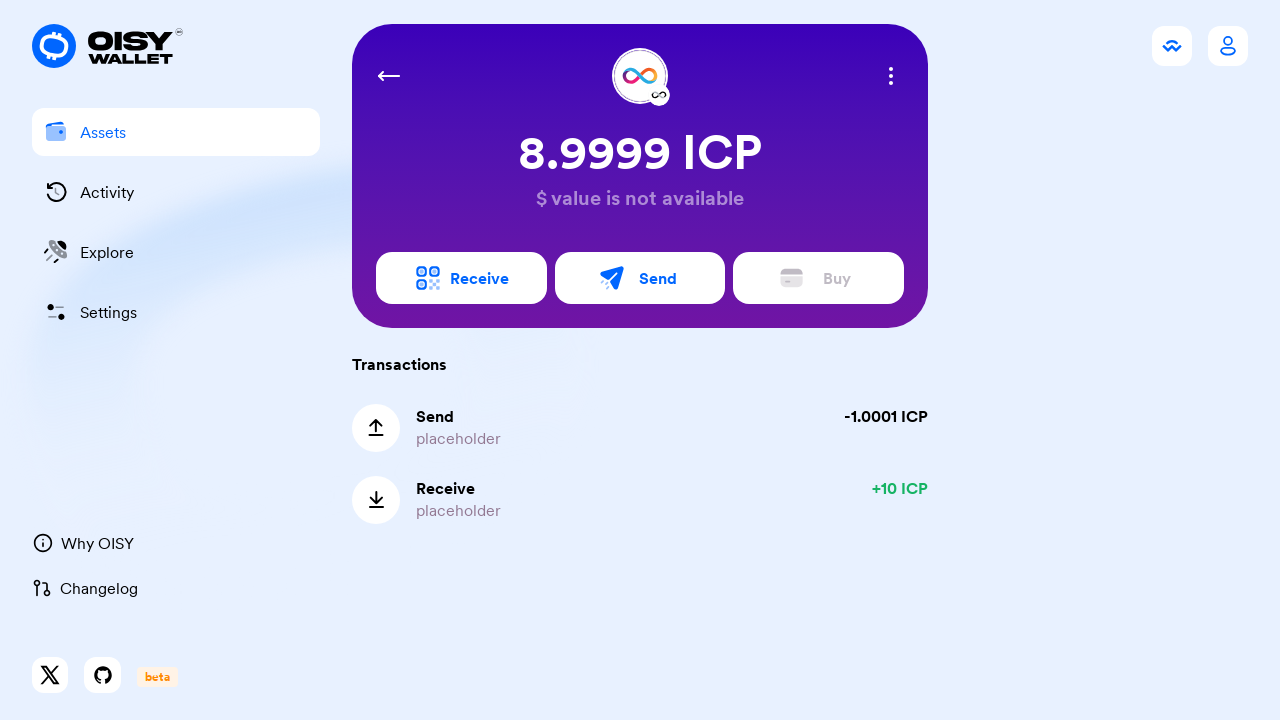 OISY
WALLET
Assets
Activity
Explore
Settings
Why OISY
Changelog
beta
8.9999 ICP
$ value is not available
Receive
Send
Buy
Transactions
Send
-1.0001 ICP
placeholder
Receive
+10 ICP
placeholder